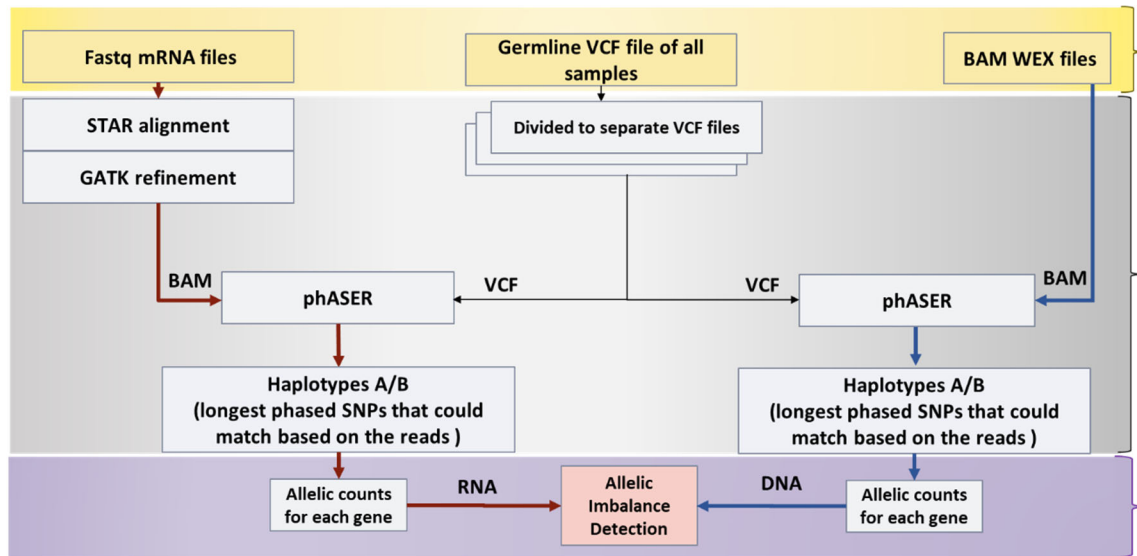 Fastq mRNA files
Germline VCF file of all
samples
BAM WEX files
STAR alignment
GATK refinement
Divided to separate VCF files
BAM
VCF
VCF
BAM
phASER
phASER
Haplotypes A/B
(longest phased SNPs that could
match based on the reads )
Haplotypes A/B
(longest phased SNPs that could
match based on the reads )
Allelic counts
for each gene
RNA
Allelic
Imbalance
Detection
DNA
Allelic counts
for each gene